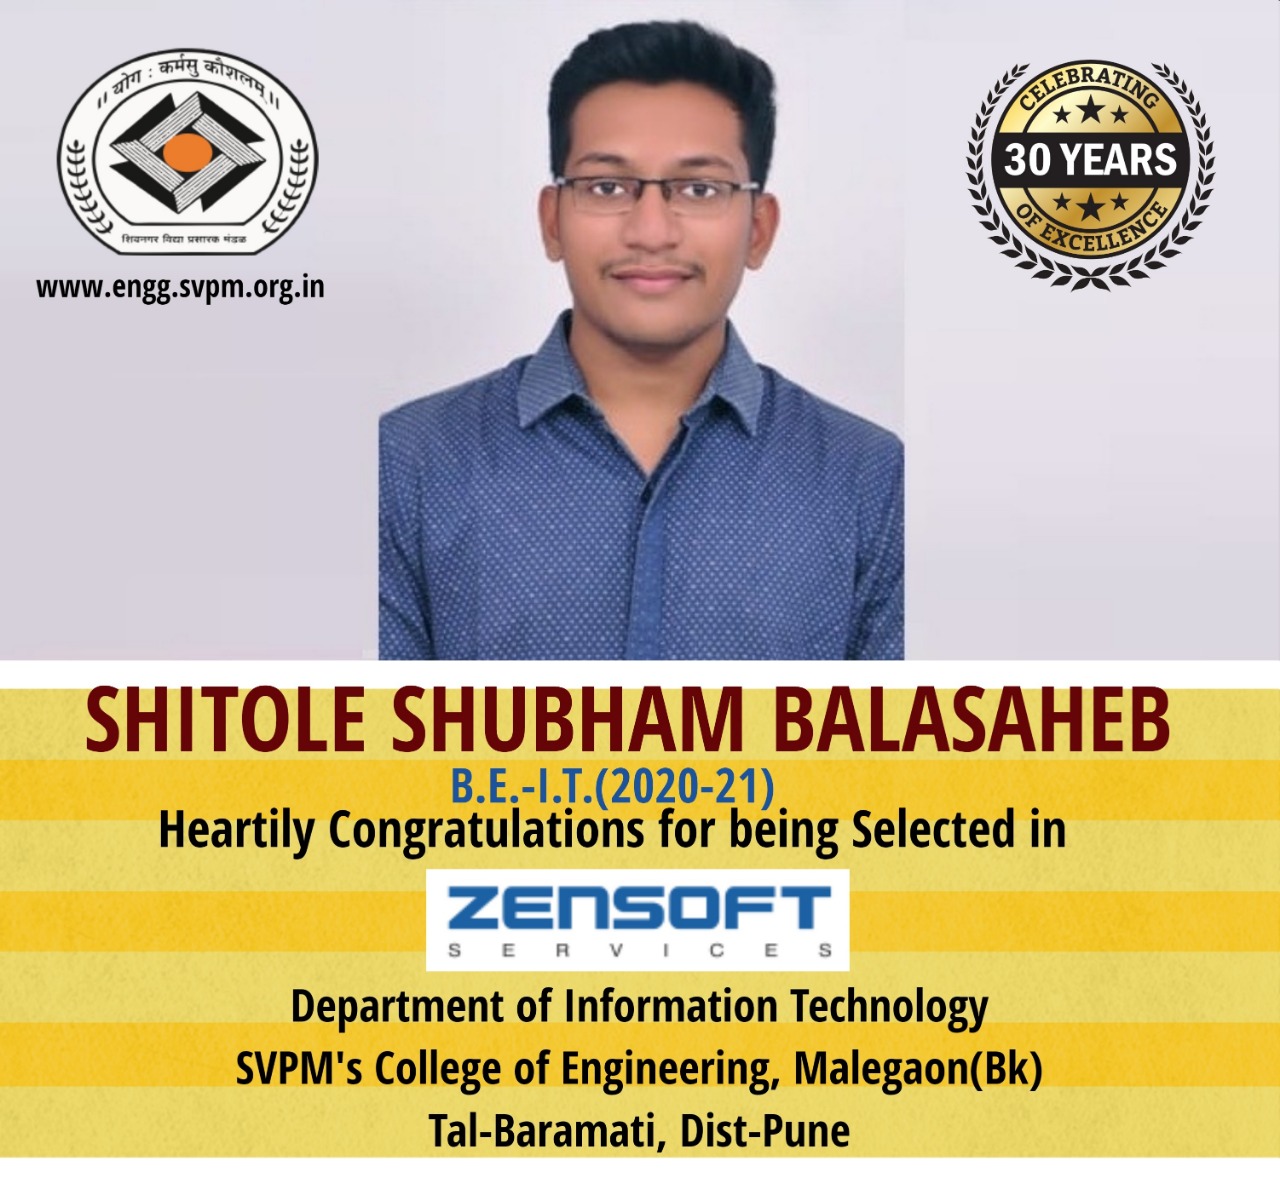 ॥ योग : कर्मसु कौशलम् ॥
शिवनगर विद्या प्रसारक मंडळ
www.engg.svpm.org.in
CELEBRATING
30 YEARS
OF EXCELLENCE
SHITOLE SHUBHAM BALASAHEB
B.E.-I.T.(2020-21)
Heartily Congratulations for being Selected in
ZENSOFT
SERVICES
Department of Information Technology
SVPM's College of Engineering, Malegaon(Bk)
Tal-Baramati, Dist-Pune